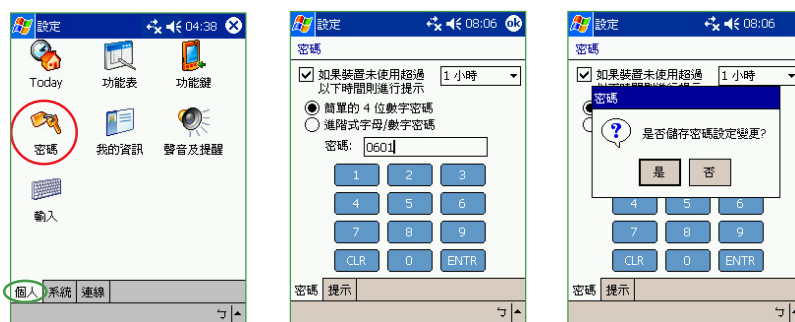 設定 04:38
Today 功能表 功能鍵
密碼 我的資訊 聲音及提醒
輸入
個人 系統 連線
ㄅ
設定 08:06 ok
密碼
如果裝置未使用超過 1 小時
以下時間則進行提示
簡單的 4 位數字密碼
進階式字母/數字密碼
密碼: 0601
1 2 3
4 5 6
7 8 9
CLR 0 ENTR
密碼 提示
ㄅ
設定 08:06
密碼
如果裝置未使用超過 1 小時
密碼
? 是否儲存密碼設定變更?
是 否
4 5 6
7 8 9
CLR 0 ENTR
密碼 提示
ㄅ